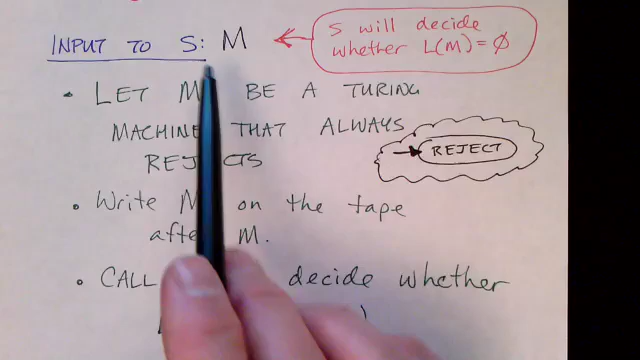 INPUT TO S: M
S will decide
whether L(M) = ∅
• LET M BE A TURING
MACHINE THAT ALWAYS
REJECTS
REJECT
• Write M on the tape
after M.
• CALL decide whether